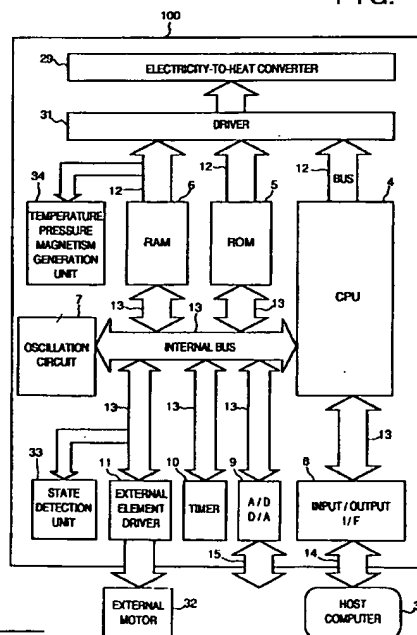 FIG.
100
29
ELECTRICITY-TO-HEAT CONVERTER
31
DRIVER
12
12
12
BUS
4
34
6
5
12
TEMPERATURE
PRESSURE
MAGNETISM
GENERATION
UNIT
RAM
ROM
CPU
7
13
13
13
OSCILLATION
CIRCUIT
INTERNAL BUS
13
13
13
13
33
11
10
9
8
STATE
DETECTION
UNIT
EXTERNAL
ELEMENT
DRIVER
TIMER
A/D
D/A
INPUT/OUTPUT
I/F
15
14
EXTERNAL
MOTOR
32
HOST
COMPUTER